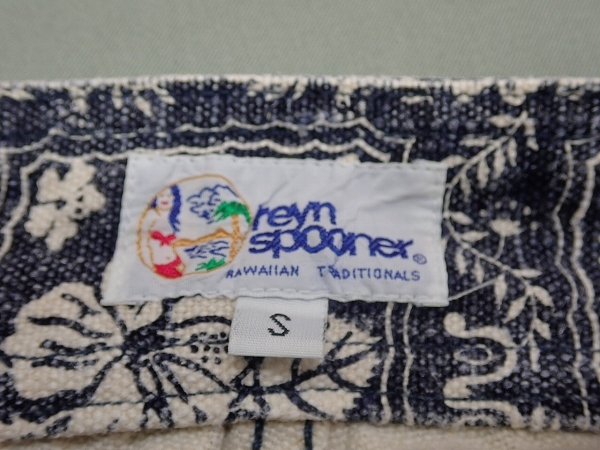 reyn
spooner®
HAWAIIAN TRADITIONALS
S